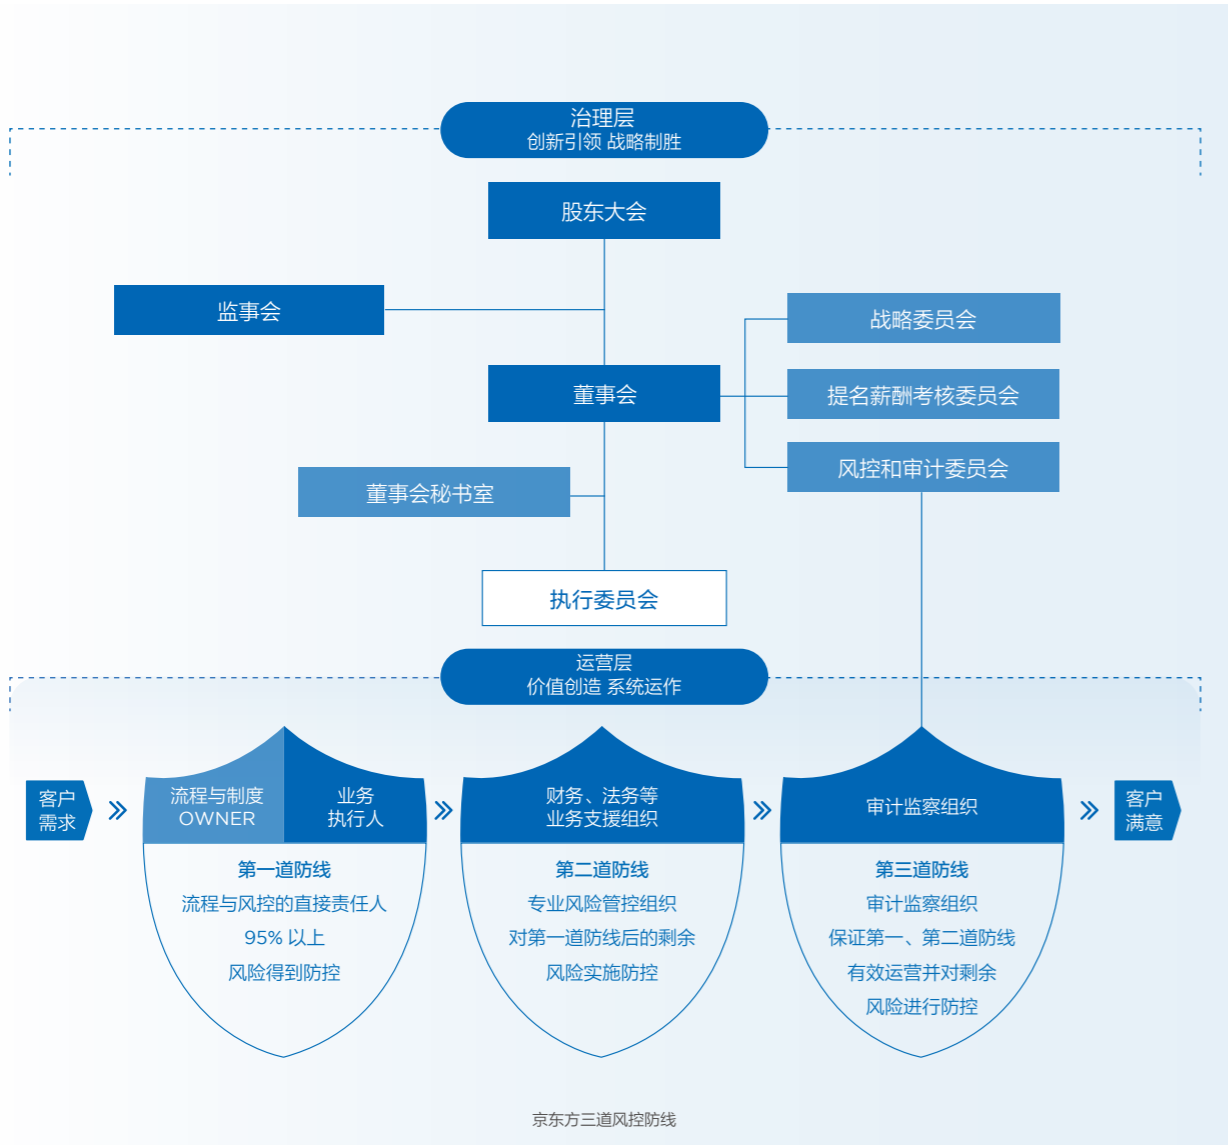 治理层
创新引领 战略制胜
股东大会
监事会
战略委员会
董事会
提名薪酬考核委员会
风控和审计委员会
董事会秘书室
执行委员会
运营层
价值创造 系统运作
客户
需求
流程与制度
OWNER
业务
执行人
第一道防线
流程与风控的直接责任人
95% 以上
风险得到防控
财务、法务等
业务支援组织
第二道防线
专业风险管控组织
对第一道防线后的剩余
风险实施防控
审计监察组织
第三道防线
审计监察组织
保证第一、第二道防线
有效运营并对剩余
风险进行防控
客户
满意
京东方三道风控防线